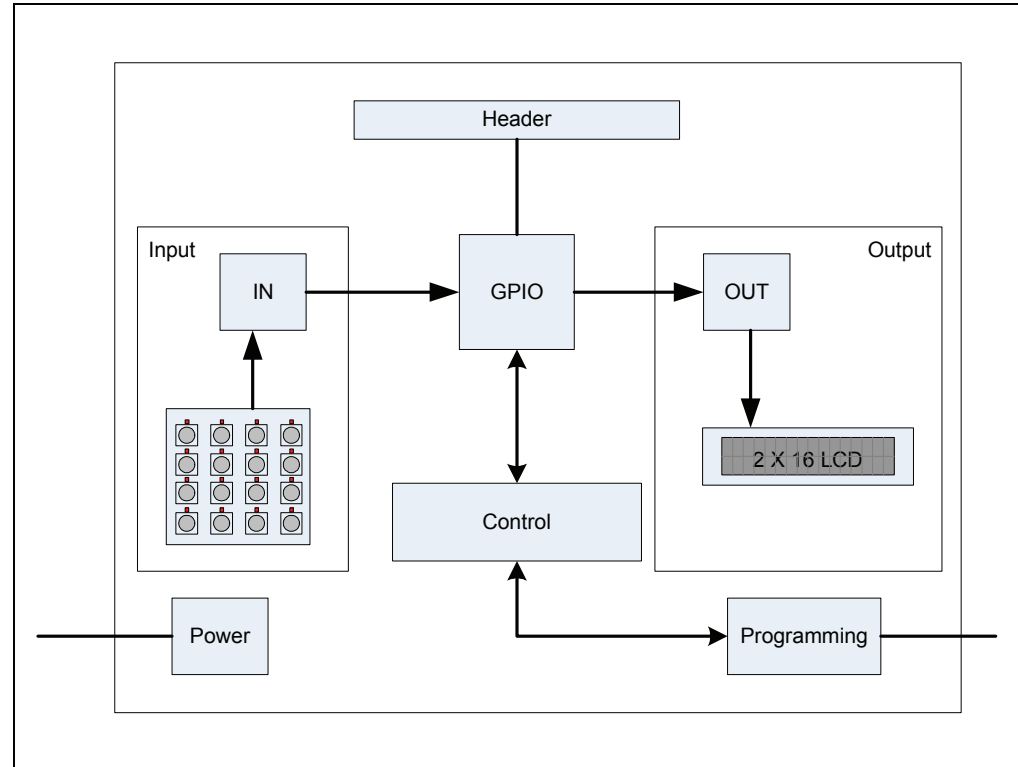 Header
Input
IN
GPIO
OUT
Output
2 X 16 LCD
Control
Power
Programming